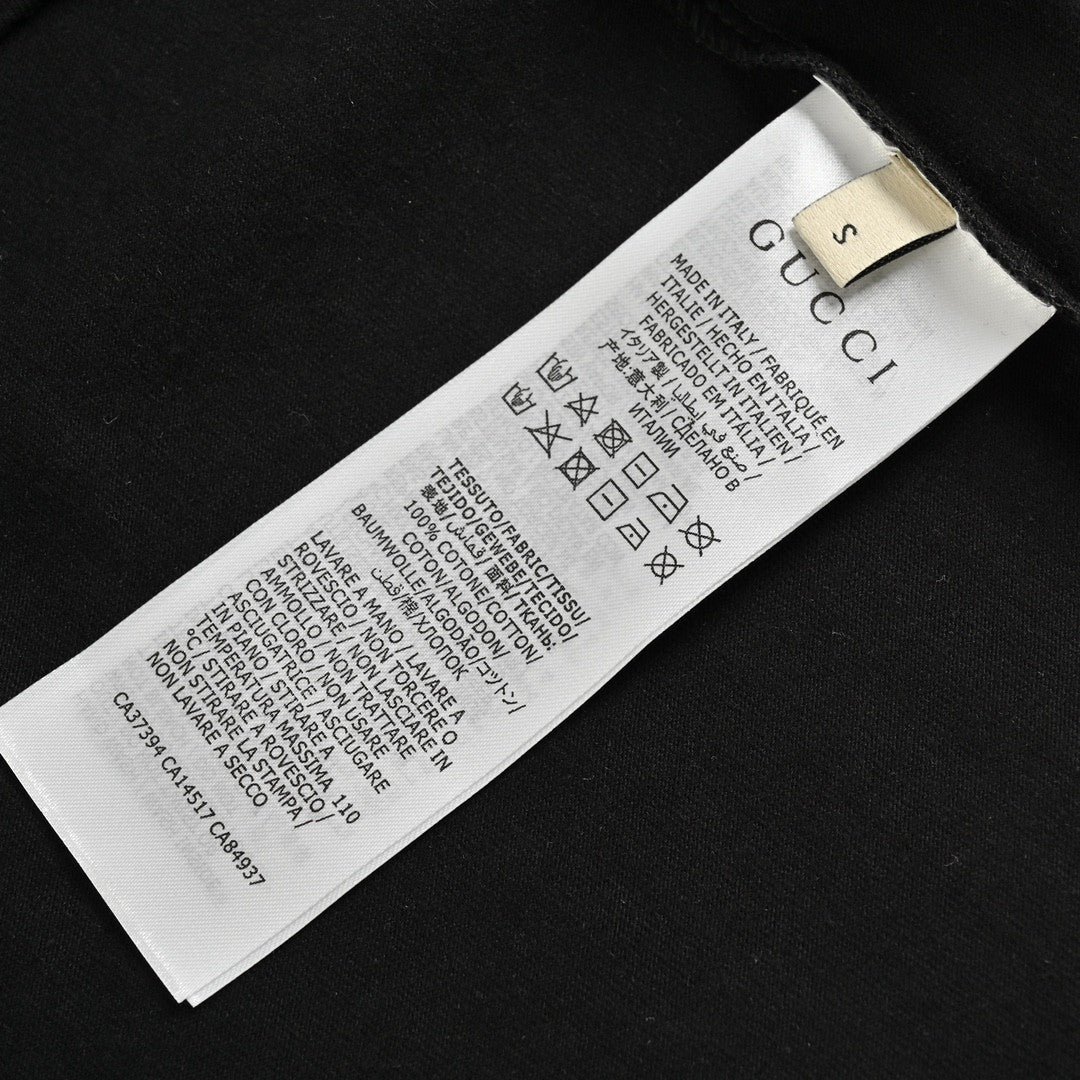 S
GUCCI
MADE IN ITALY / FABRIQUÉ EN
ITALIE / HECHO EN ITALIA /
HERGESTELLT IN ITALIEN /
FABRICADO EM ITÁLIA /
イタリア製 / صنع في إيطاليا /
产地:意大利 / СДЕЛАНО В
ИТАЛИИ
TESSUTO/FABRIC/TISSU/
TEJIDO/GEWEBE/TECIDO/
表地/قماش/面料/ТКАНЬ:
100% COTONE/COTTON/
COTON/ALGODON/
BAUMWOLLE/ALGODÃO/コットン/
قطن/棉/ХЛОПОК
LAVARE A MANO / LAVARE A
ROVESCIO / NON TORCERE O
STRIZZARE / NON LASCIARE IN
AMMOLLO / NON TRATTARE
CON CLORO / NON USARE
ASCIUGATRICE / ASCIUGARE
IN PIANO / STIRARE A
TEMPERATURA MASSIMA 110
°C / STIRARE A ROVESCIO /
NON STIRARE LA STAMPA /
NON LAVARE A SECCO
CA37394 CA14517 CA84937